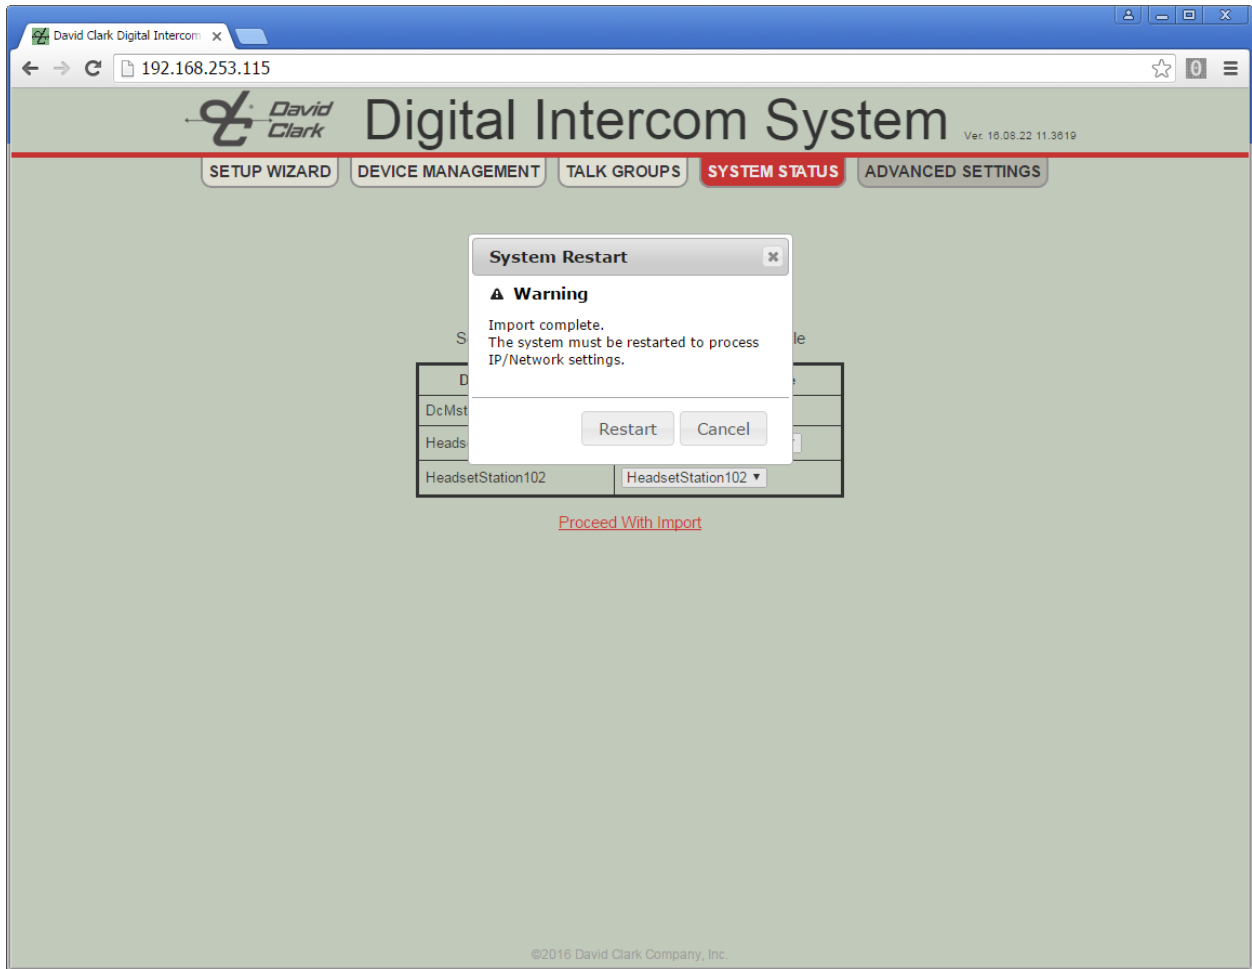 David Clark Digital Intercom
192.168.253.115
David Clark
Digital Intercom System
Ver. 16.08.22 11.3619
SETUP WIZARD
DEVICE MANAGEMENT
TALK GROUPS
SYSTEM STATUS
ADVANCED SETTINGS
System Restart
Warning
Import complete.
The system must be restarted to process
IP/Network settings.
Restart
Cancel
DcMst
Heads
HeadsetStation102
HeadsetStation102
Proceed With Import
©2016 David Clark Company, Inc.